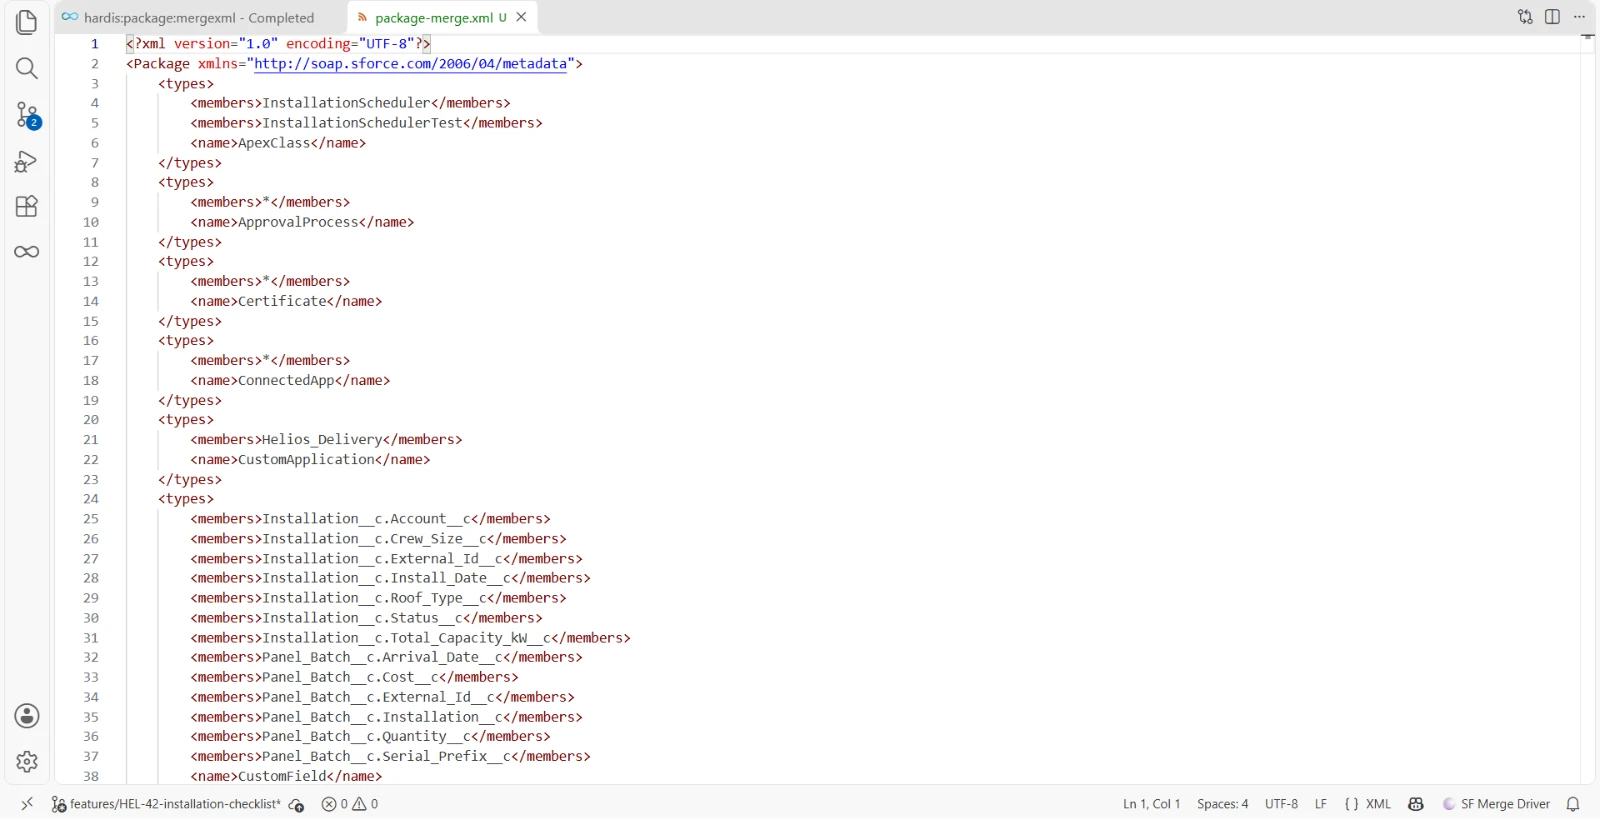 hardis:package:mergexml - Completed
package-merge.xml U
1 <?xml version="1.0" encoding="UTF-8"?>
2 <Package xmlns="http://soap.sforce.com/2006/04/metadata">
3 <types>
4 <members>InstallationScheduler</members>
5 <members>InstallationSchedulerTest</members>
6 <name>ApexClass</name>
7 </types>
8 <types>
9 <members>*</members>
10 <name>ApprovalProcess</name>
11 </types>
12 <types>
13 <members>*</members>
14 <name>Certificate</name>
15 </types>
16 <types>
17 <members>*</members>
18 <name>ConnectedApp</name>
19 </types>
20 <types>
21 <members>Helios_Delivery</members>
22 <name>CustomApplication</name>
23 </types>
24 <types>
25 <members>Installation__c.Account__c</members>
26 <members>Installation__c.Crew_Size__c</members>
27 <members>Installation__c.External_Id__c</members>
28 <members>Installation__c.Install_Date__c</members>
29 <members>Installation__c.Roof_Type__c</members>
30 <members>Installation__c.Status__c</members>
31 <members>Installation__c.Total_Capacity_kW__c</members>
32 <members>Panel_Batch__c.Arrival_Date__c</members>
33 <members>Panel_Batch__c.Cost__c</members>
34 <members>Panel_Batch__c.External_Id__c</members>
35 <members>Panel_Batch__c.Installation__c</members>
36 <members>Panel_Batch__c.Quantity__c</members>
37 <members>Panel_Batch__c.Serial_Prefix__c</members>
38 <name>CustomField</name>
2
features/HEL-42-installation-checklist* 0 0 Ln 1, Col 1 Spaces: 4 UTF-8 LF { } XML SF Merge Driver